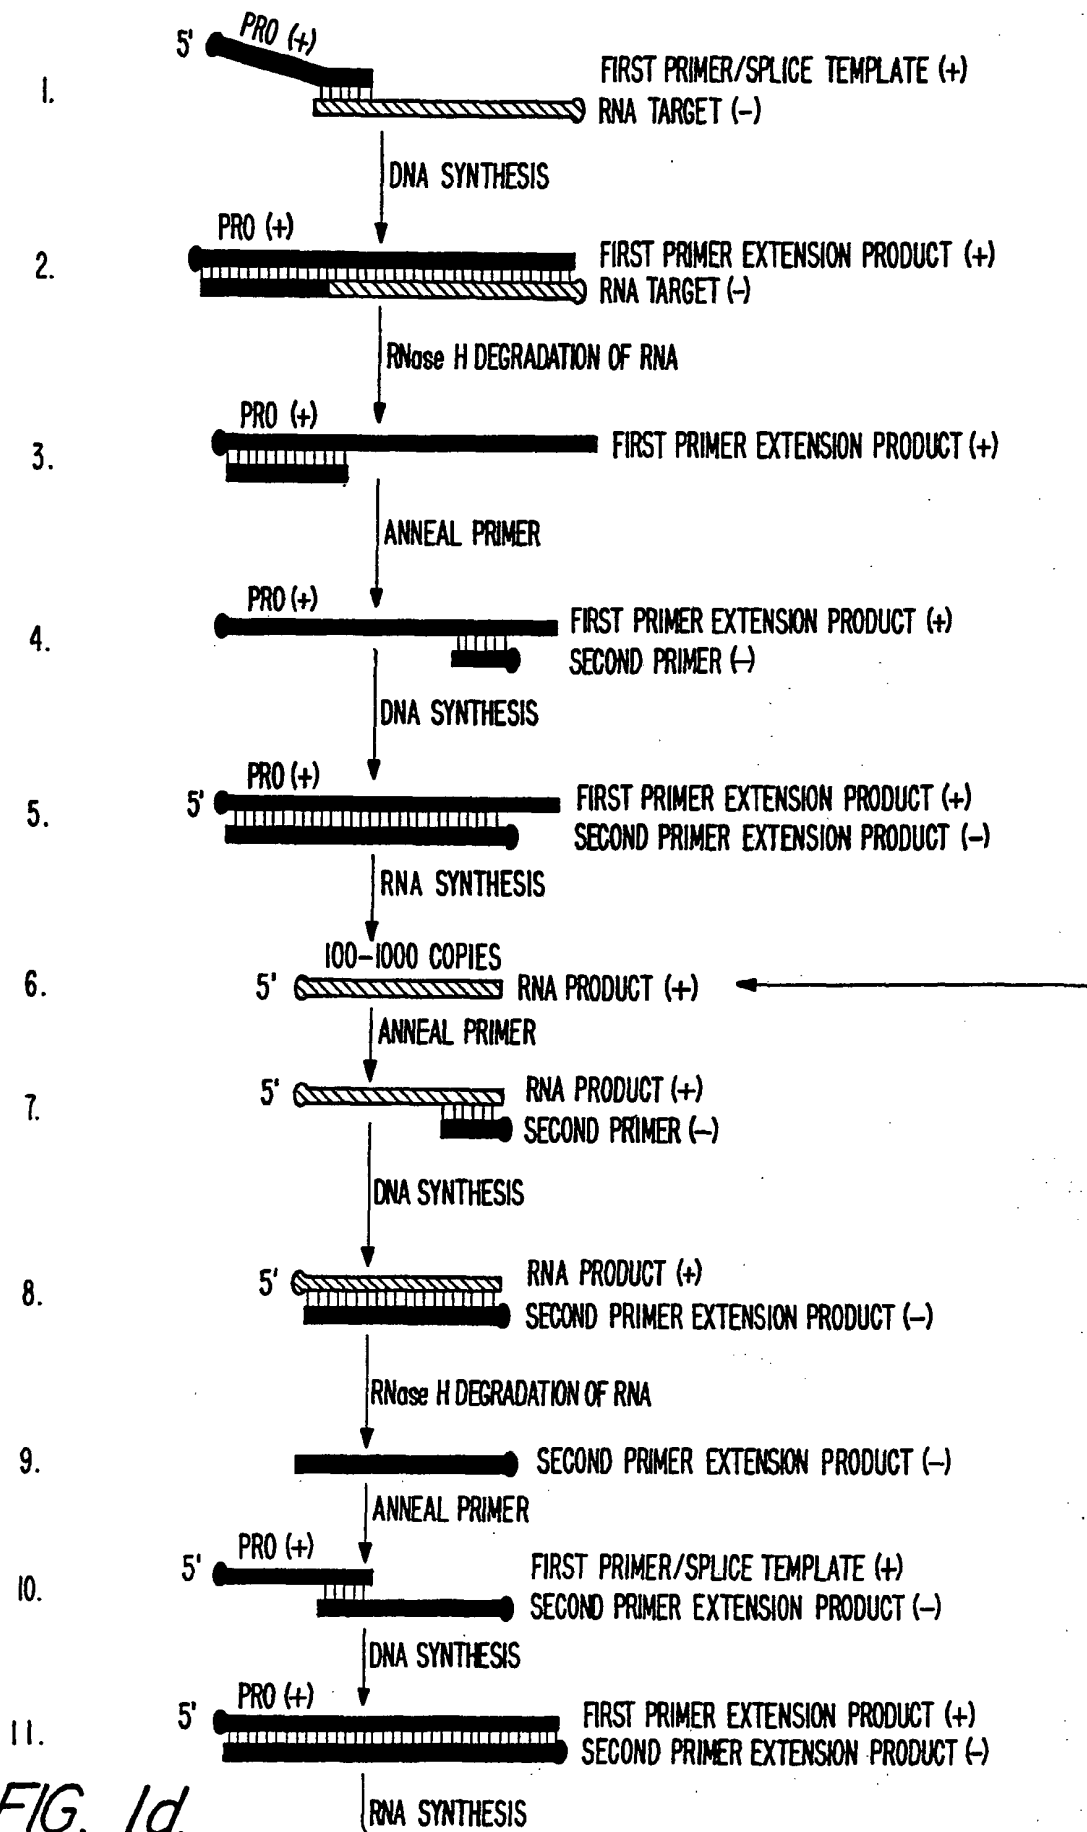 5' PRO (+)
1.
FIRST PRIMER/SPLICE TEMPLATE (+)
RNA TARGET (-)
DNA SYNTHESIS
PRO (+)
2.
FIRST PRIMER EXTENSION PRODUCT (+)
RNA TARGET (-)
RNase H DEGRADATION OF RNA
PRO (+)
3.
FIRST PRIMER EXTENSION PRODUCT (+)
ANNEAL PRIMER
PRO (+)
4.
FIRST PRIMER EXTENSION PRODUCT (+)
SECOND PRIMER (-)
DNA SYNTHESIS
PRO (+)
5.
5'
FIRST PRIMER EXTENSION PRODUCT (+)
SECOND PRIMER EXTENSION PRODUCT (-)
RNA SYNTHESIS
100-1000 COPIES
6.
5'
RNA PRODUCT (+)
ANNEAL PRIMER
7.
5'
RNA PRODUCT (+)
SECOND PRIMER (-)
DNA SYNTHESIS
8.
5'
RNA PRODUCT (+)
SECOND PRIMER EXTENSION PRODUCT (-)
RNase H DEGRADATION OF RNA
9.
SECOND PRIMER EXTENSION PRODUCT (-)
ANNEAL PRIMER
PRO (+)
10.
5'
FIRST PRIMER/SPLICE TEMPLATE (+)
SECOND PRIMER EXTENSION PRODUCT (-)
DNA SYNTHESIS
PRO (+)
11.
5'
FIRST PRIMER EXTENSION PRODUCT (+)
SECOND PRIMER EXTENSION PRODUCT (-)
RNA SYNTHESIS
FIG. 1d.